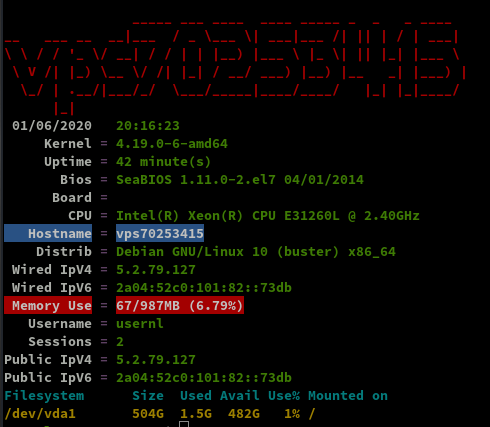 vps70253415
01/06/2020 20:16:23
Kernel = 4.19.0-6-amd64
Uptime = 42 minute(s)
Bios = SeaBIOS 1.11.0-2.el7 04/01/2014
Board =
CPU = Intel(R) Xeon(R) CPU E31260L @ 2.40GHz
Hostname = vps70253415
Distrib = Debian GNU/Linux 10 (buster) x86_64
Wired IpV4 = 5.2.79.127
Wired IpV6 = 2a04:52c0:101:82::73db
Memory Use = 67/987MB (6.79%)
Username = usernl
Sessions = 2
Public IpV4 = 5.2.79.127
Public IpV6 = 2a04:52c0:101:82::73db
Filesystem Size Used Avail Use% Mounted on
/dev/vda1 504G 1.5G 482G 1% /